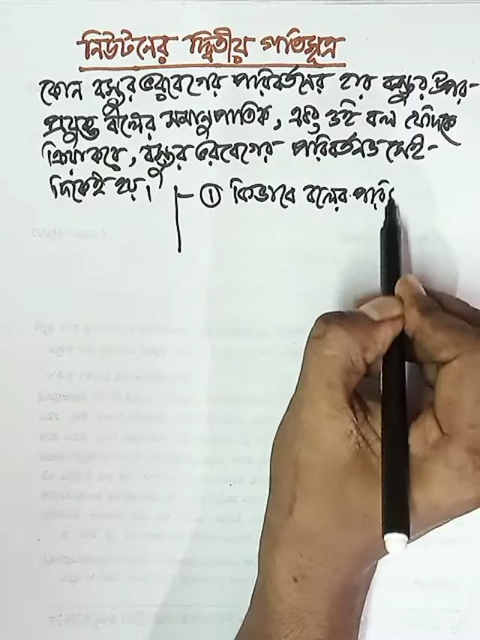 নিউটনের দ্বিতীয় গতিসূত্র
কোন বস্তুর ভরবেগের পরিবর্তনের হার বস্তুর উপর-
প্রযুক্ত বলের সমানুপাতিক, এবং ঐই বল যেদিকে
ক্রিয়া করে, বস্তুর ভরবেগের পরিবর্তনও সেই-
দিকেই হয়।
① কিভাবে বলের পরি